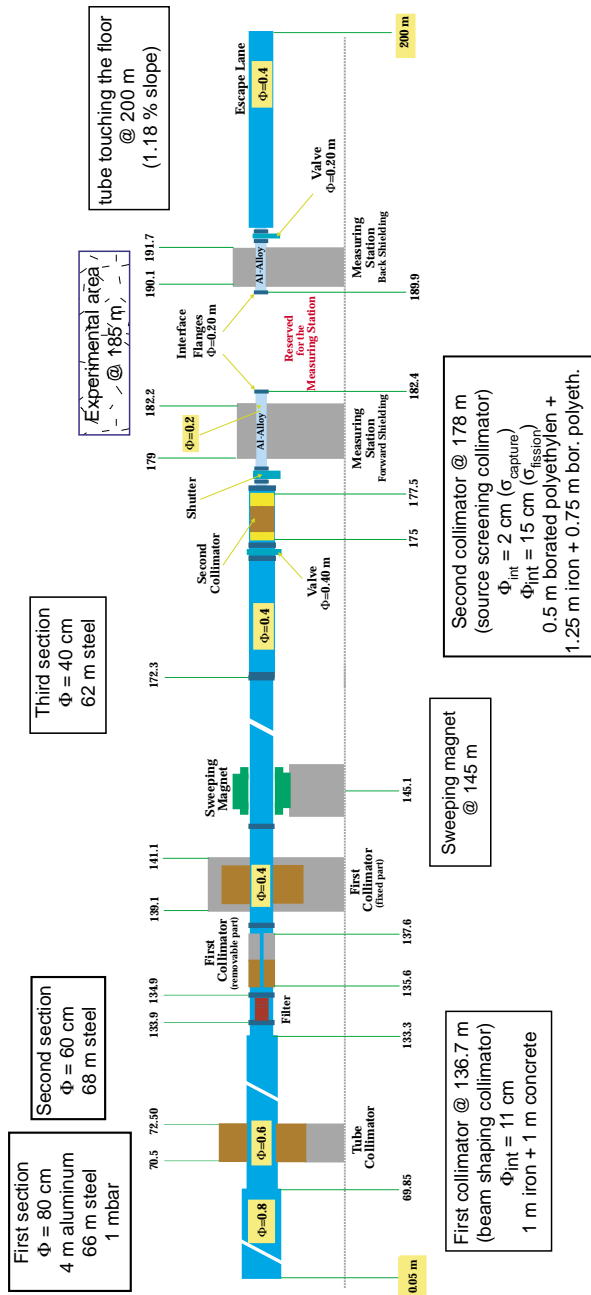 First section
Φ = 80 cm
4 m aluminum
66 m steel
1 mbar
Second section
Φ = 60 cm
68 m steel
Third section
Φ = 40 cm
62 m steel
Experimental area
@ 185 m
tube touching the floor
@ 200 m
(1.18 % slope)
70.5
72.50
133.9
134.9
First
Collimator
(removable part)
139.1
141.1
Sweeping
Magnet
172.3
Second
Collimator
Shutter
179
182.2
Φ=0.2
Interface
Flanges
Φ=0.20 m
190.1
191.7
Escape Lane
Φ=0.8
Φ=0.6
Φ=0.4
Φ=0.4
Al-Alloy
Al-Alloy
Φ=0.4
Filter
Valve
Φ=0.40 m
Reserved
for the
Measuring Station
Valve
Φ=0.20 m
Tube
Collimator
First
Collimator
(fixed part)
Measuring
Station
Forward Shielding
Measuring
Station
Back Shielding
0.05 m
69.85
133.3
135.6
137.6
145.1
175
177.5
182.4
189.9
200 m
First collimator @ 136.7 m
(beam shaping collimator)
Φint = 11 cm
1 m iron + 1 m concrete
Sweeping magnet
@ 145 m
Second collimator @ 178 m
(source screening collimator)
Φint = 2 cm (σcapture)
Φint = 15 cm (σfission)
0.5 m borated polyethylen +
1.25 m iron + 0.75 m bor. polyeth.